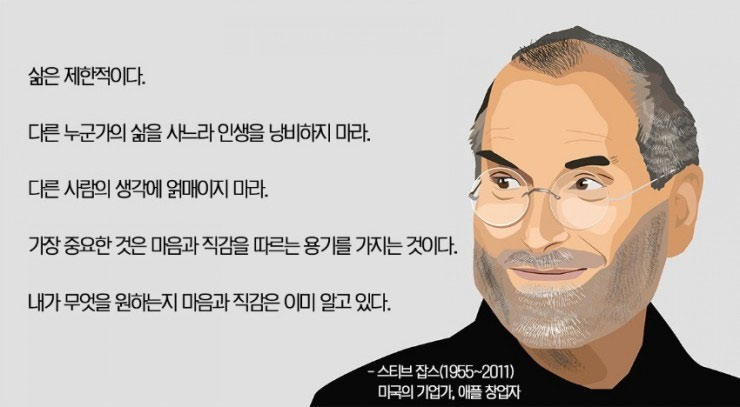 삶은 제한적이다.
다른 누군가의 삶을 사느라 인생을 낭비하지 마라.
다른 사람의 생각에 얽매이지 마라.
가장 중요한 것은 마음과 직감을 따르는 용기를 가지는 것이다.
내가 무엇을 원하는지 마음과 직감은 이미 알고 있다.
- 스티브 잡스(1955~2011)
미국의 기업가, 애플 창업자